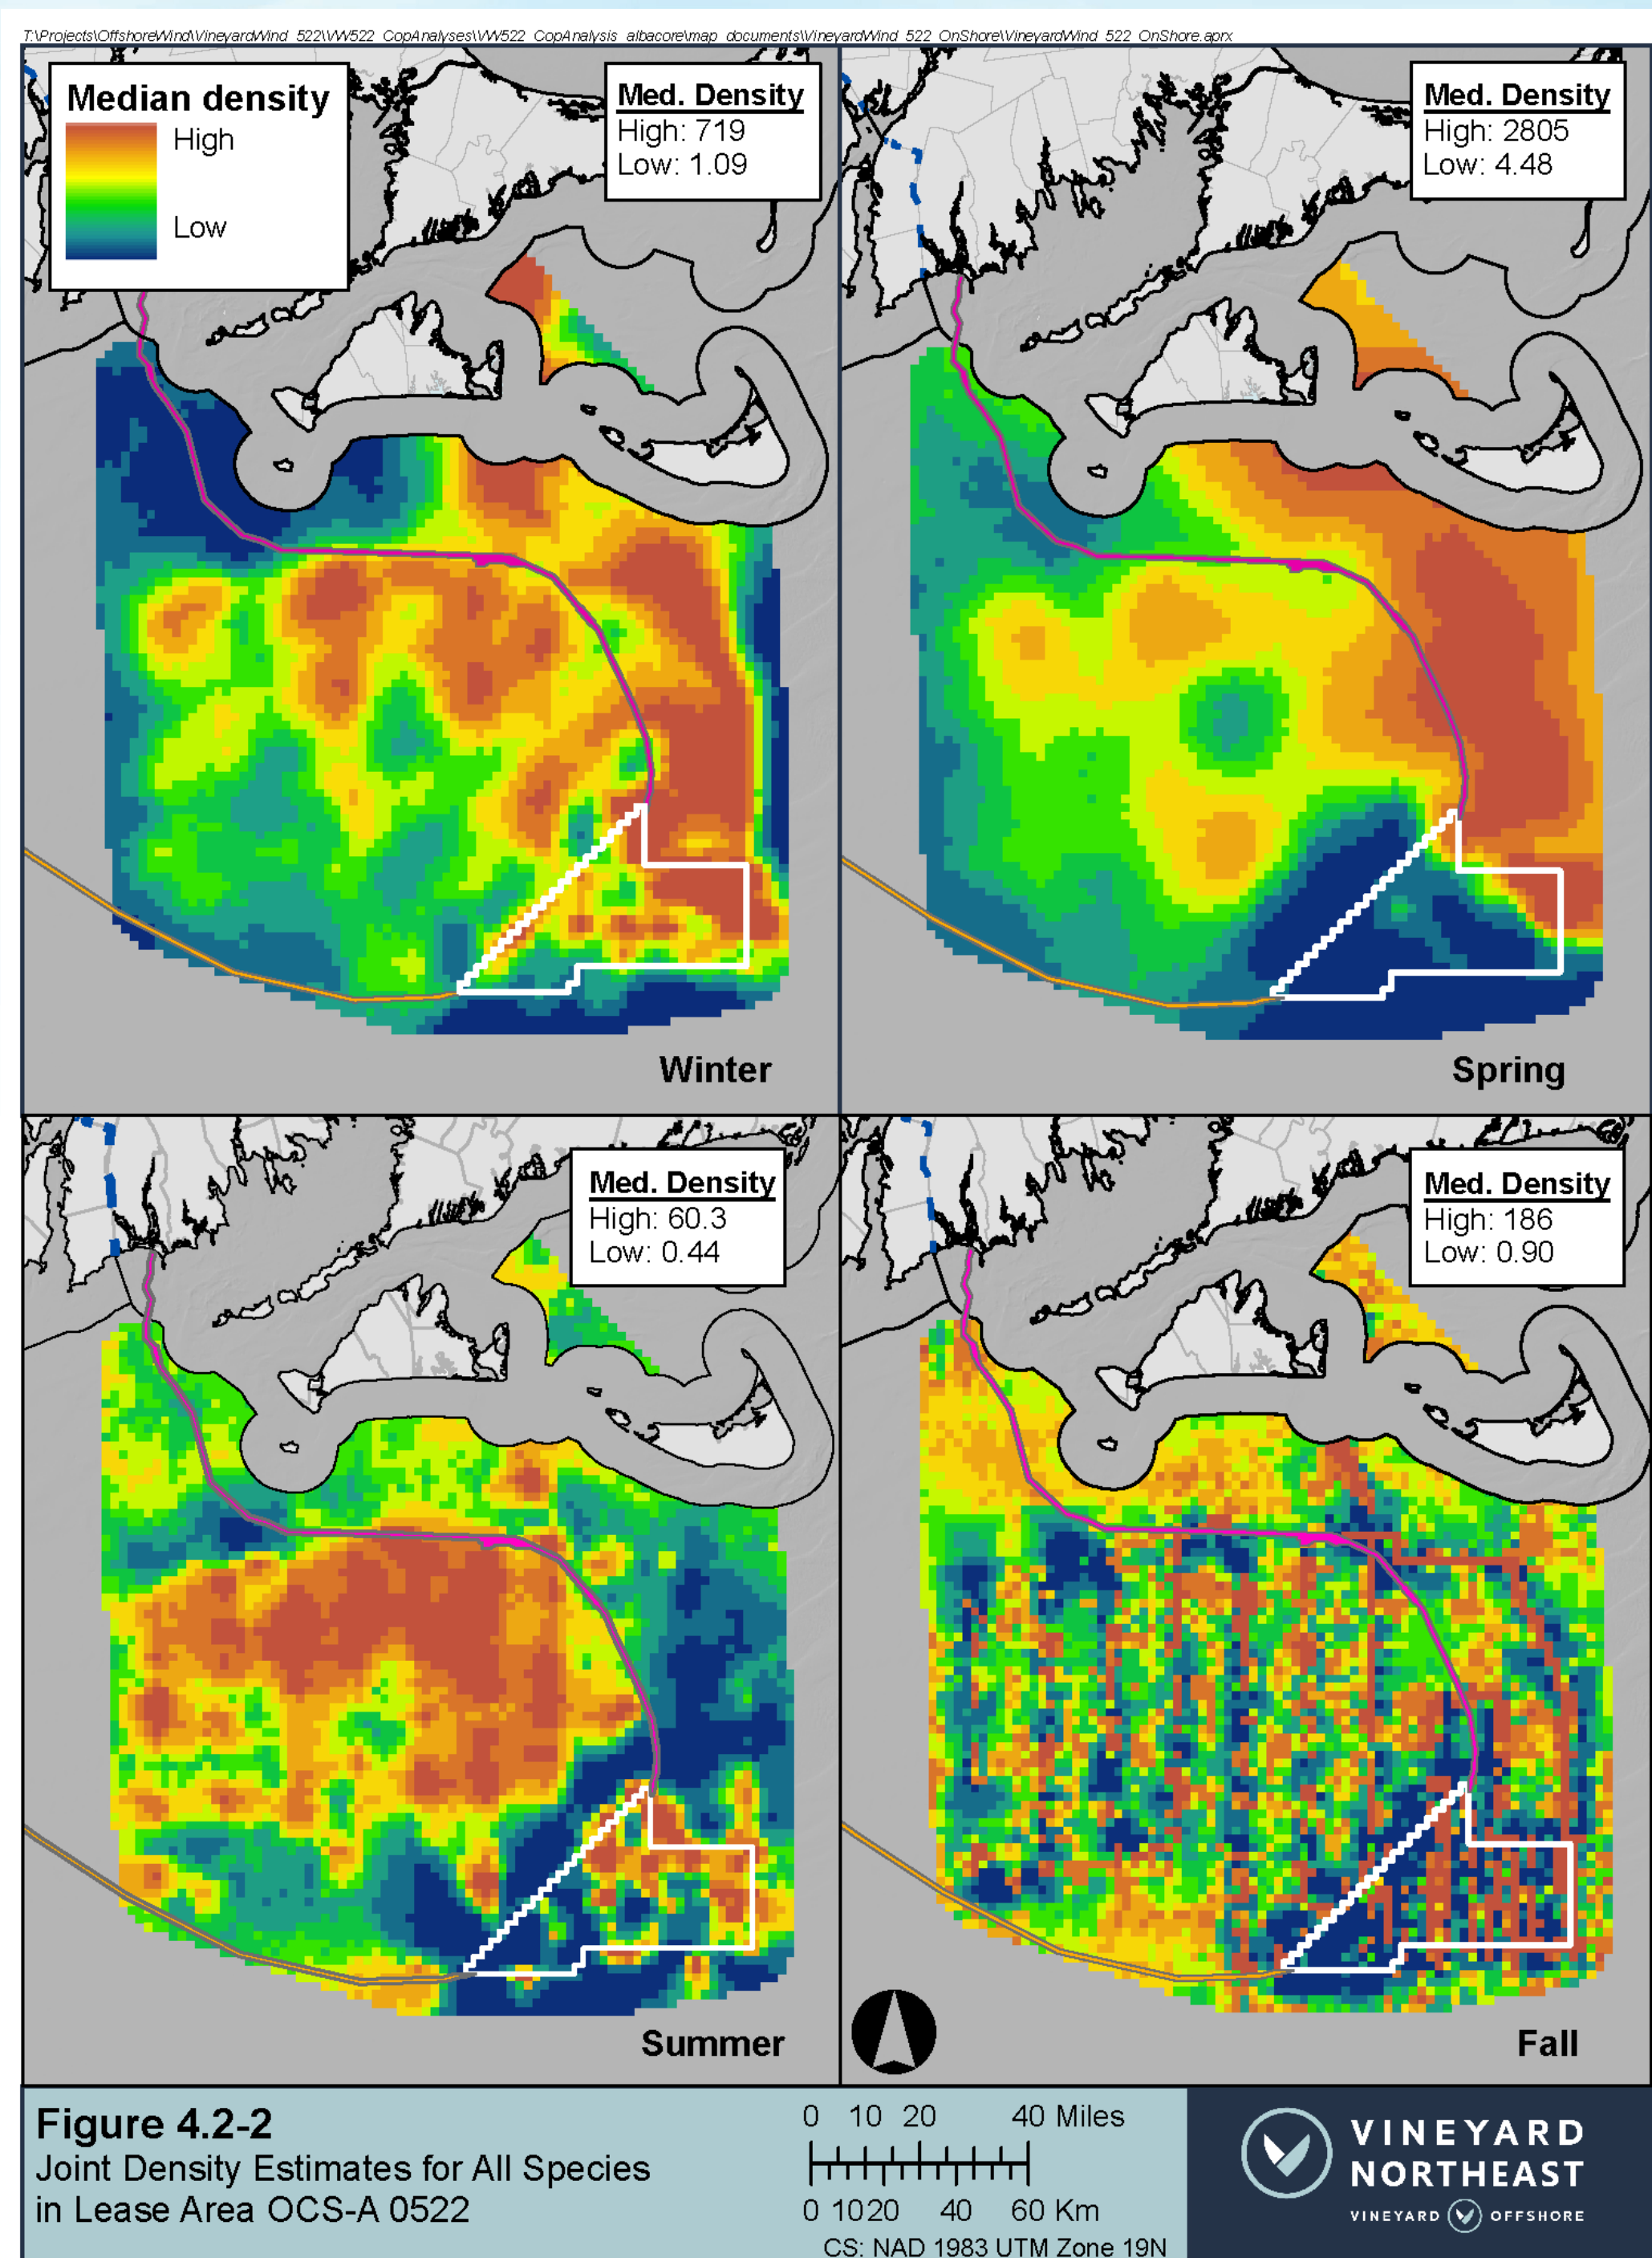 T:\Projects\OffshoreWind\VineyardWind_522\VW522_CopAnalyses\VW522_CopAnalysis_albacore\map_documents\VineyardWind_522_OnShore\VineyardWind_522_OnShore.aprx
Median density
High
Low
Med. Density
High: 719
Low: 1.09
Winter
Med. Density
High: 2805
Low: 4.48
Spring
Med. Density
High: 60.3
Low: 0.44
Summer
Med. Density
High: 186
Low: 0.90
Fall
Figure 4.2-2
Joint Density Estimates for All Species
in Lease Area OCS-A 0522
0 10 20 40 Miles
0 10 20 40 60 Km
CS: NAD 1983 UTM Zone 19N
VINEYARD
NORTHEAST
VINEYARD OFFSHORE